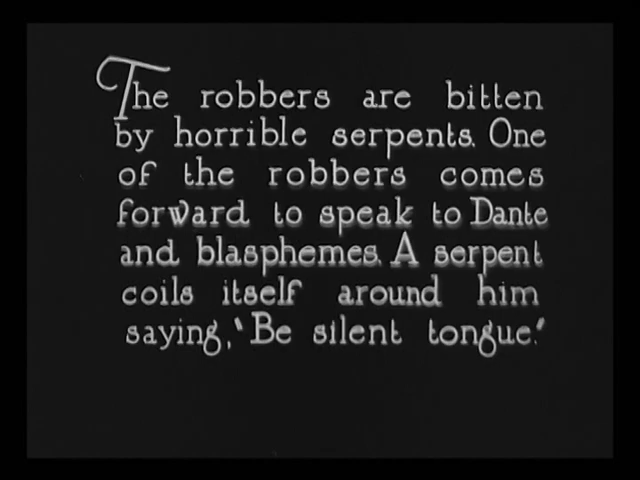 The robbers are bitten
by horrible serpents. One
of the robbers comes
forward to speak to Dante
and blasphemes. A serpent
coils itself around him
saying, 'Be silent tongue.'